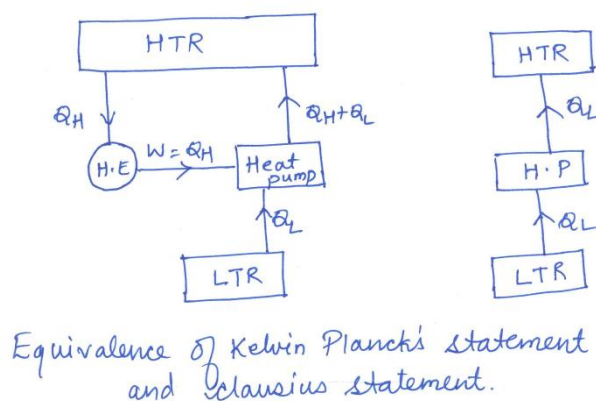 HTR
QH
QH+QL
H.E
W=QH
Heat
pump
QL
LTR
HTR
QL
H.P
QL
LTR
Equivalence of Kelvin Planck's statement
and clausius statement.